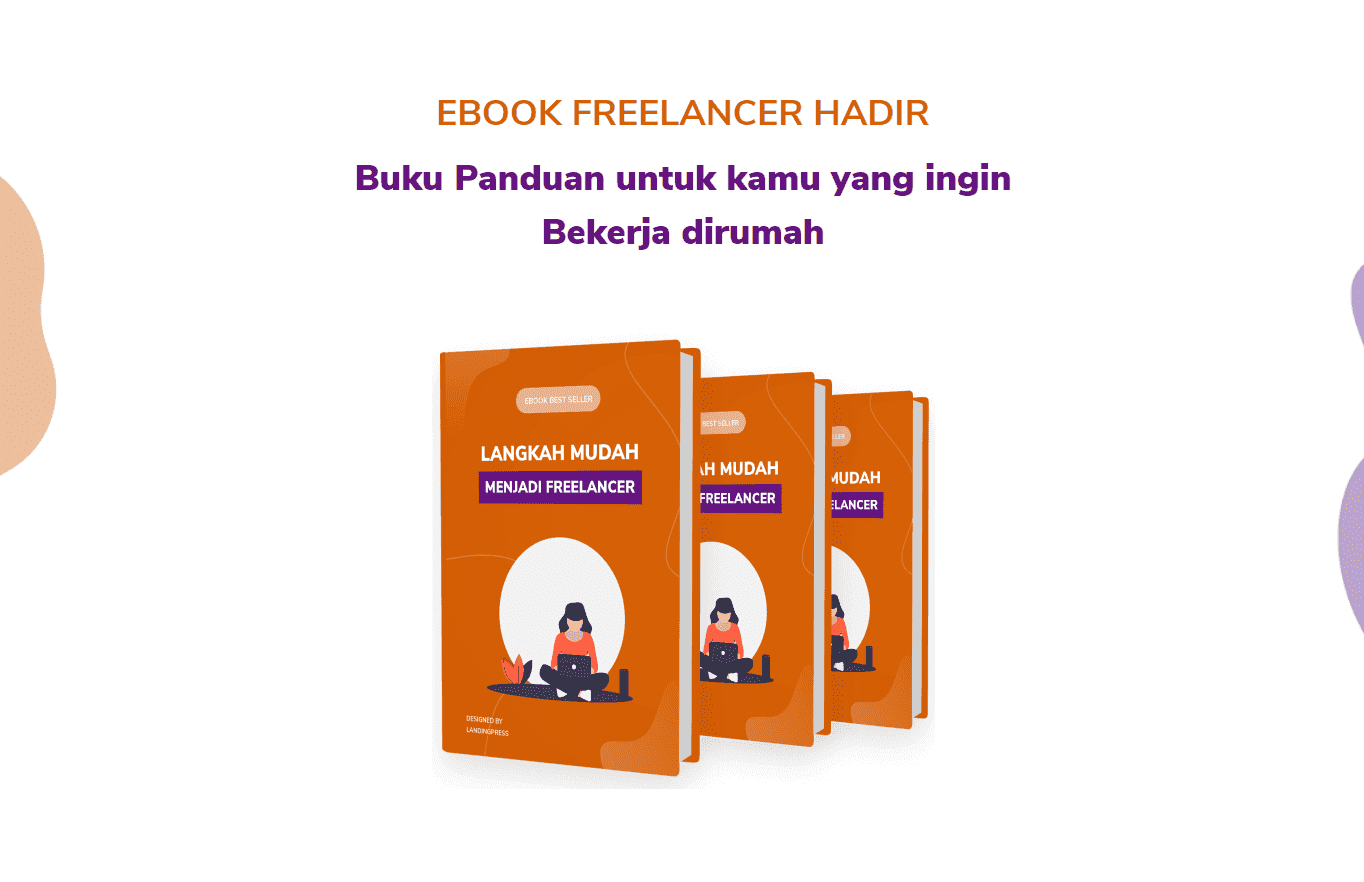 EBOOK FREELANCER HADIR
Buku Panduan untuk kamu yang ingin
Bekerja dirumah
EBOOK BEST SELLER
LANGKAH MUDAH
MENJADI FREELANCER
DESIGNED BY
LANDINGPRESS
BEST SELLER
AH MUDAH
FREELANCER
LLER
MUDAH
ELANCER